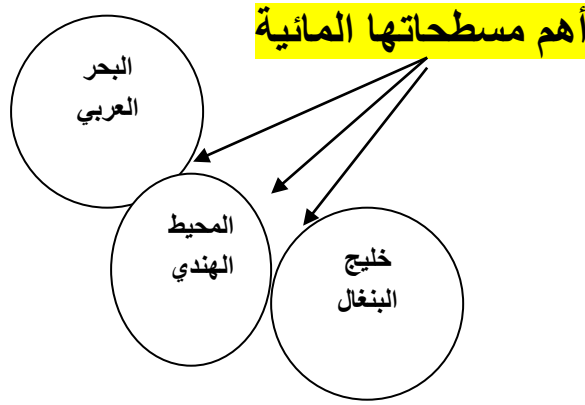 أهم مسطحاتها المائية
البحر
العربي
المحيط
الهندي
خليج
البنغال